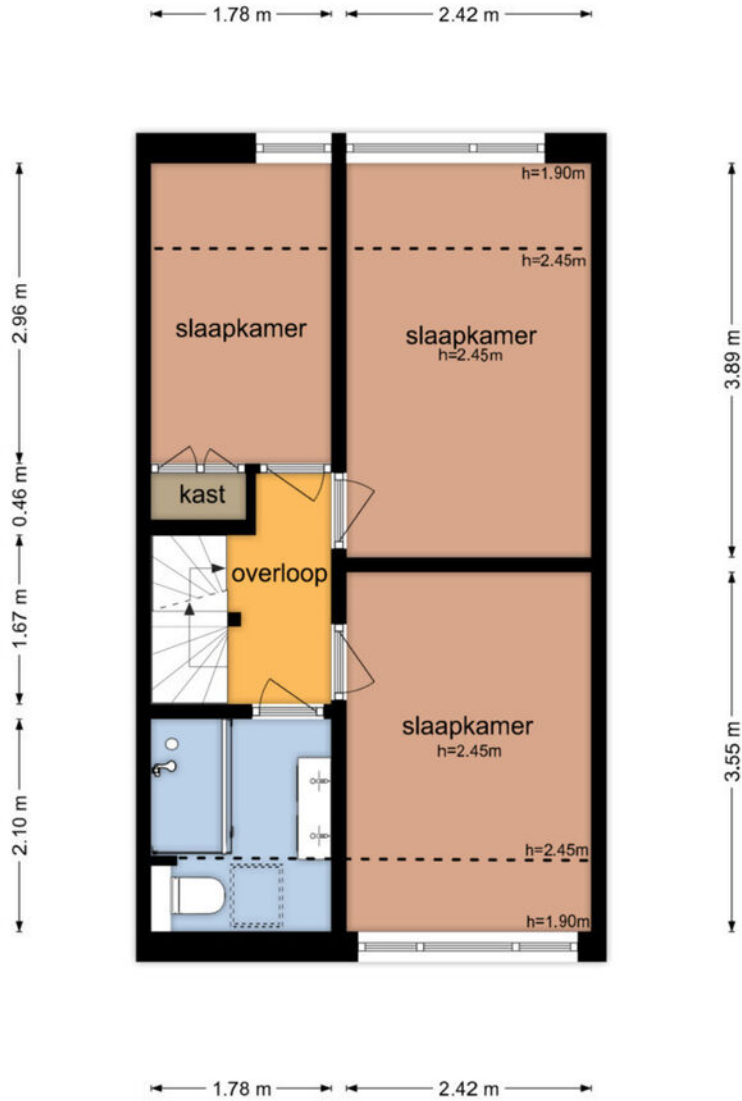 1.78 m
2.42 m
h=1.90m
h=2.45m
2.96 m
slaapkamer
slaapkamer
h=2.45m
3.89 m
0.46 m
kast
overloop
1.67 m
slaapkamer
h=2.45m
3.55 m
2.10 m
h=2.45m
h=1.90m
1.78 m
2.42 m